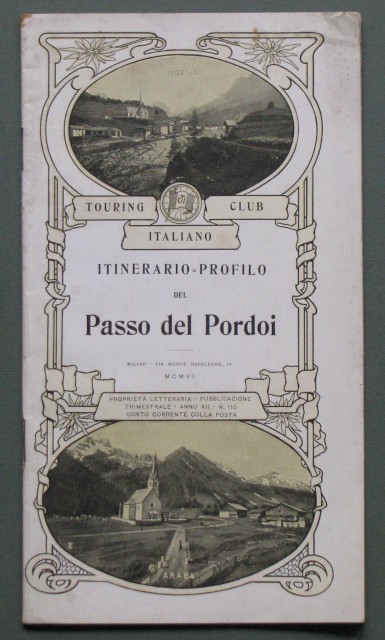 MOENA
TOURING CLUB
ITALIANO
ITINERARIO-PROFILO
DEL
Passo del Pordoi
MILANO - VIA MONTE NAPOLEONE, 14
MCMVI
PROPRIETÀ LETTERARIA - PUBBLICAZIONE
TRIMESTRALE - ANNO XII - N. 110
CONTO CORRENTE COLLA POSTA
ARABA